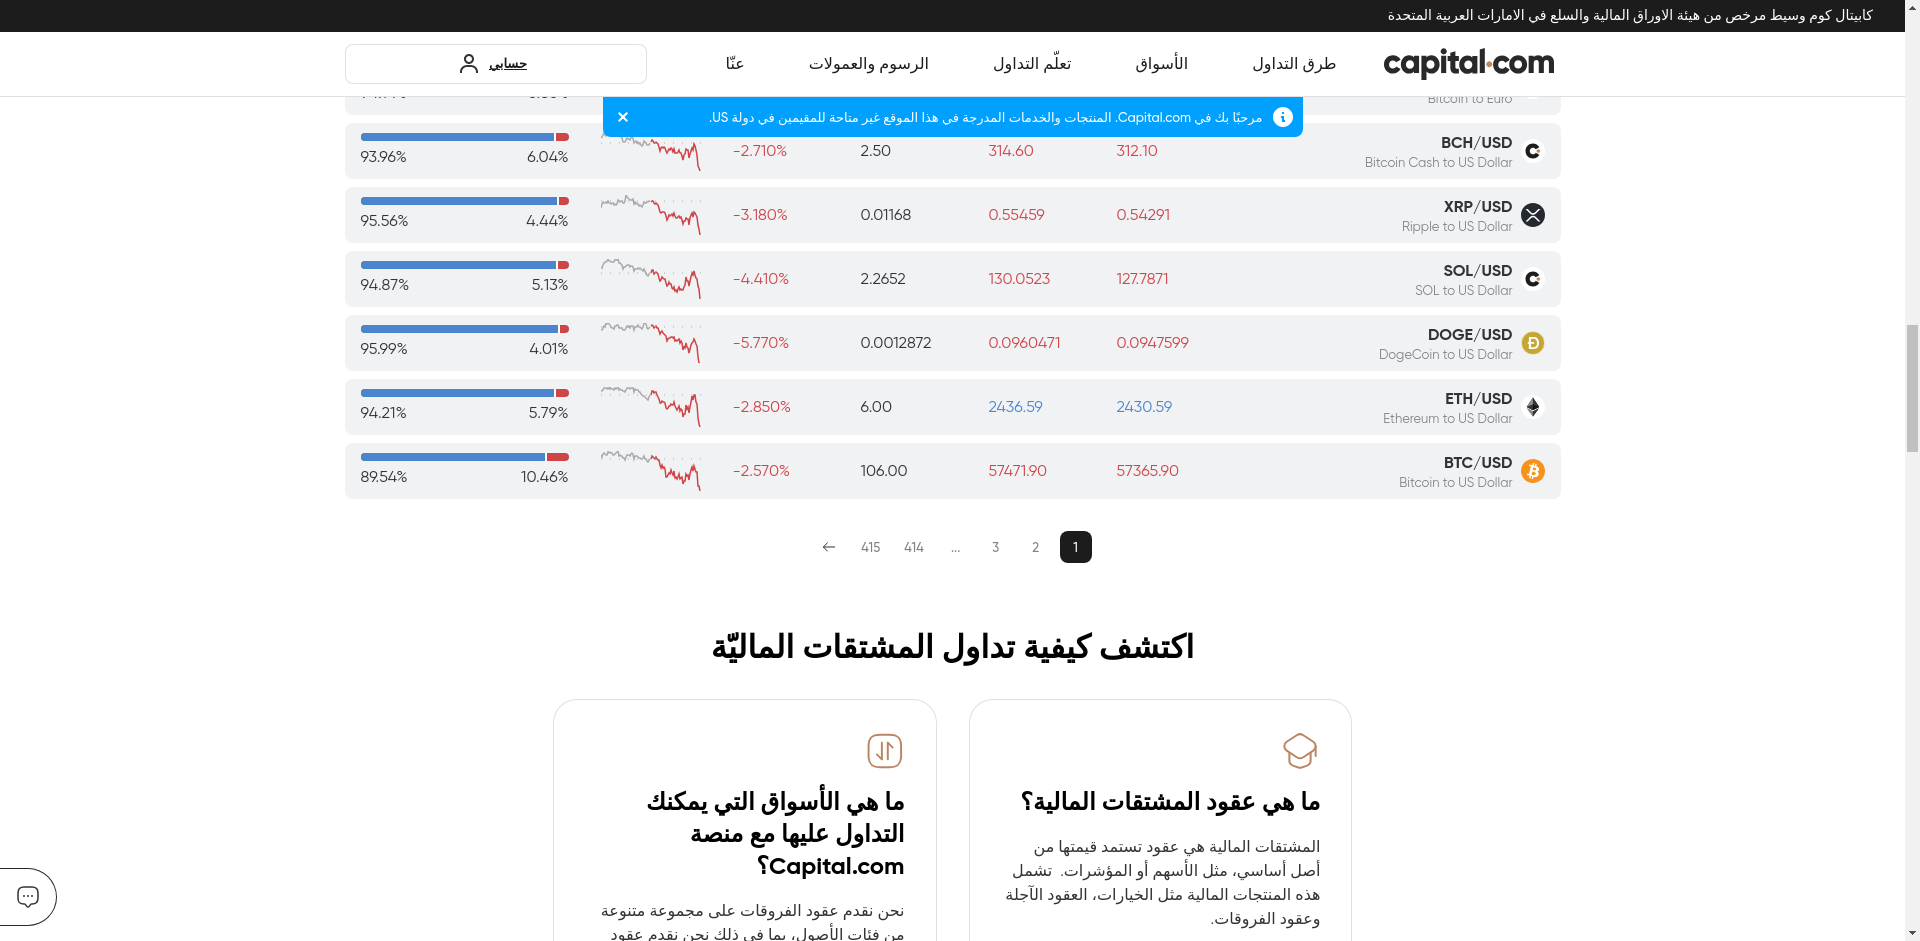 كابيتال كوم وسيط مرخص من هيئة الاوراق المالية والسلع في الامارات العربية المتحدة
capital.com
طرق التداول
الأسواق
تعلّم التداول
الرسوم والعمولات
عنّا
حسابي
مرحبًا بك في Capital.com. المنتجات والخدمات المدرجة في هذا الموقع غير متاحة للمقيمين في دولة US.
Bitcoin to Euro
BCH/USD
Bitcoin Cash to US Dollar
312.10
314.60
2.50
-2.710%
6.04%
93.96%
XRP/USD
Ripple to US Dollar
0.54291
0.55459
0.01168
-3.180%
4.44%
95.56%
SOL/USD
SOL to US Dollar
127.7871
130.0523
2.2652
-4.410%
5.13%
94.87%
DOGE/USD
DogeCoin to US Dollar
0.0947599
0.0960471
0.0012872
-5.770%
4.01%
95.99%
ETH/USD
Ethereum to US Dollar
2430.59
2436.59
6.00
-2.850%
5.79%
94.21%
BTC/USD
Bitcoin to US Dollar
57365.90
57471.90
106.00
-2.570%
10.46%
89.54%
1
2
3
...
414
415
اكتشف كيفية تداول المشتقات الماليّة
ما هي عقود المشتقات المالية؟
المشتقات المالية هي عقود تستمد قيمتها من
أصل أساسي، مثل الأسهم أو المؤشرات. تشمل
هذه المنتجات المالية مثل الخيارات، العقود الآجلة
وعقود الفروقات.
ما هي الأسواق التي يمكنك
التداول عليها مع منصة
Capital.com؟
نحن نقدم عقود الفروقات على مجموعة متنوعة
من فئات الأصول، بما في ذلك نحن نقدم عقود